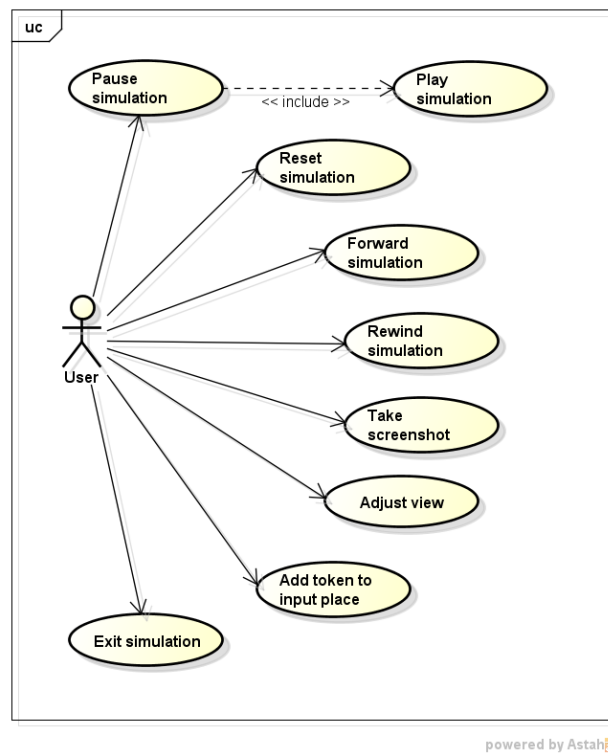 uc
Pause
simulation
<< include >>
Play
simulation
Reset
simulation
Forward
simulation
Rewind
simulation
User
Take
screenshot
Adjust view
Add token to
input place
Exit simulation
powered by Astah